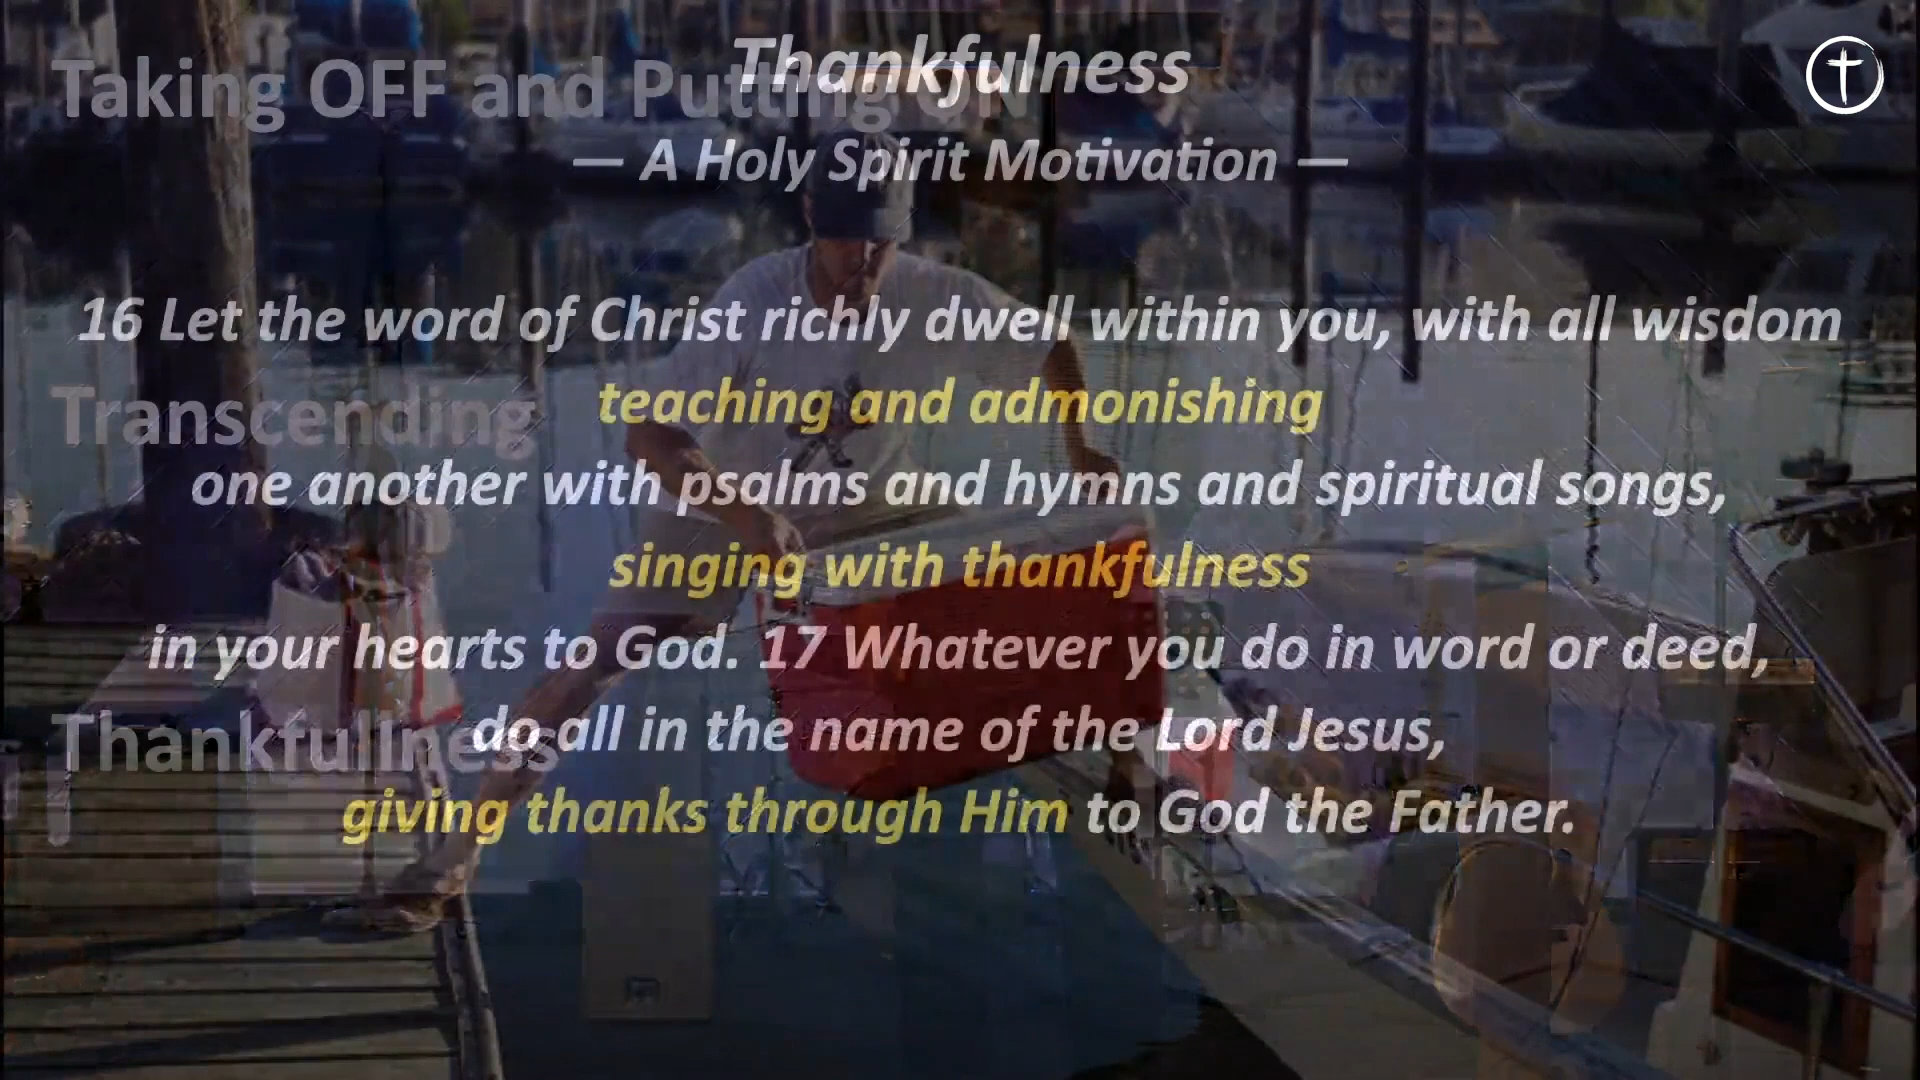 Thankfulness
Taking OFF and Putting ON
— A Holy Spirit Motivation —
16 Let the word of Christ richly dwell within you, with all wisdom
teaching and admonishing
Transcending
one another with psalms and hymns and spiritual songs,
singing with thankfulness
in your hearts to God. 17 Whatever you do in word or deed,
do all in the name of the Lord Jesus,
Thankfullness
giving thanks through Him to God the Father.